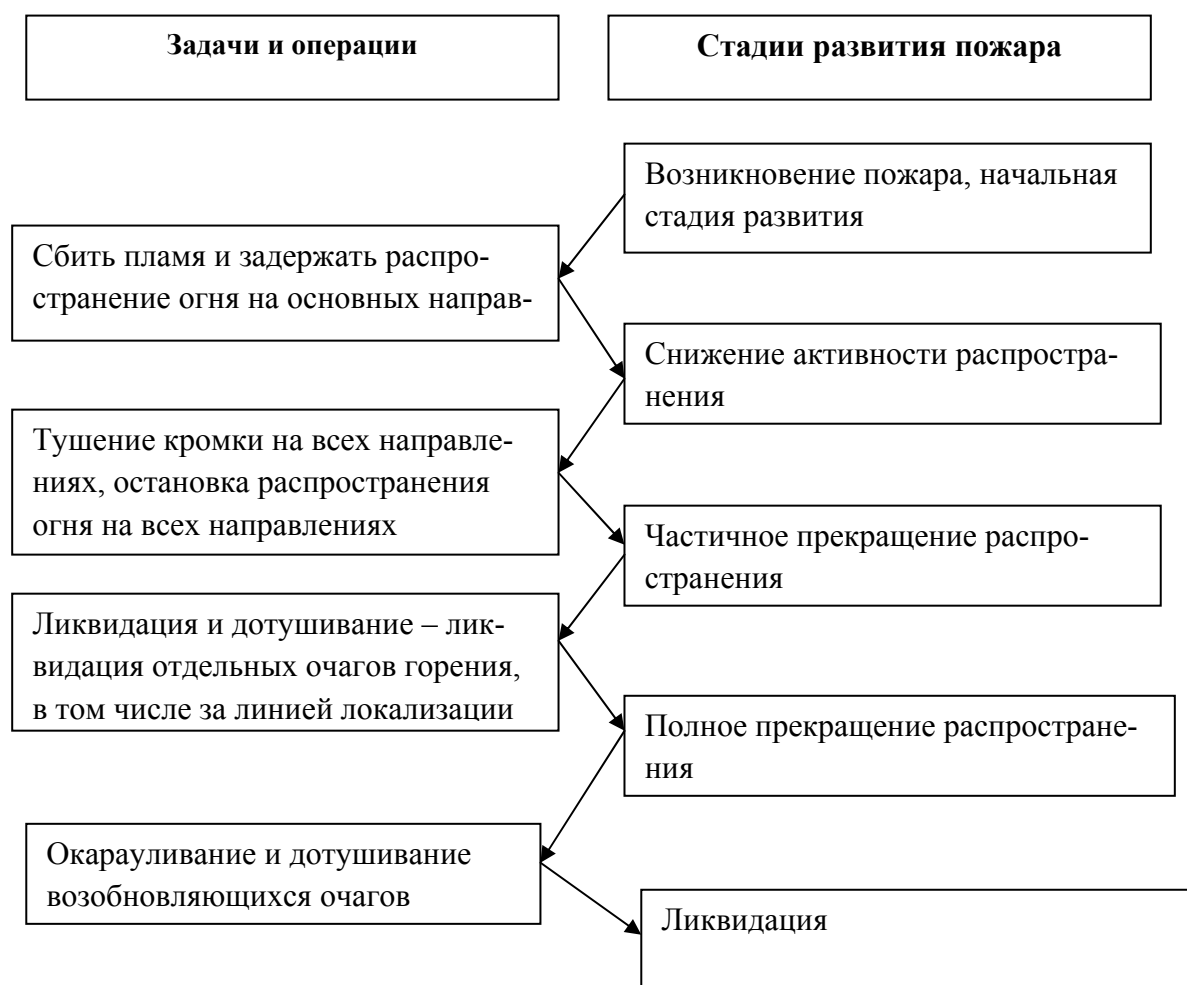 Задачи и операции
Стадии развития пожара
Возникновение пожара, начальная
стадия развития
Сбить пламя и задержать распро-
странение огня на основных направ-
Снижение активности распростра-
нения
Тушение кромки на всех направле-
ниях, остановка распространения
огня на всех направлениях
Частичное прекращение распро-
странения
Ликвидация и дотушивание – лик-
видация отдельных очагов горения,
в том числе за линией локализации
Полное прекращение распростране-
ния
Окарауливание и дотушивание
возобновляющихся очагов
Ликвидация